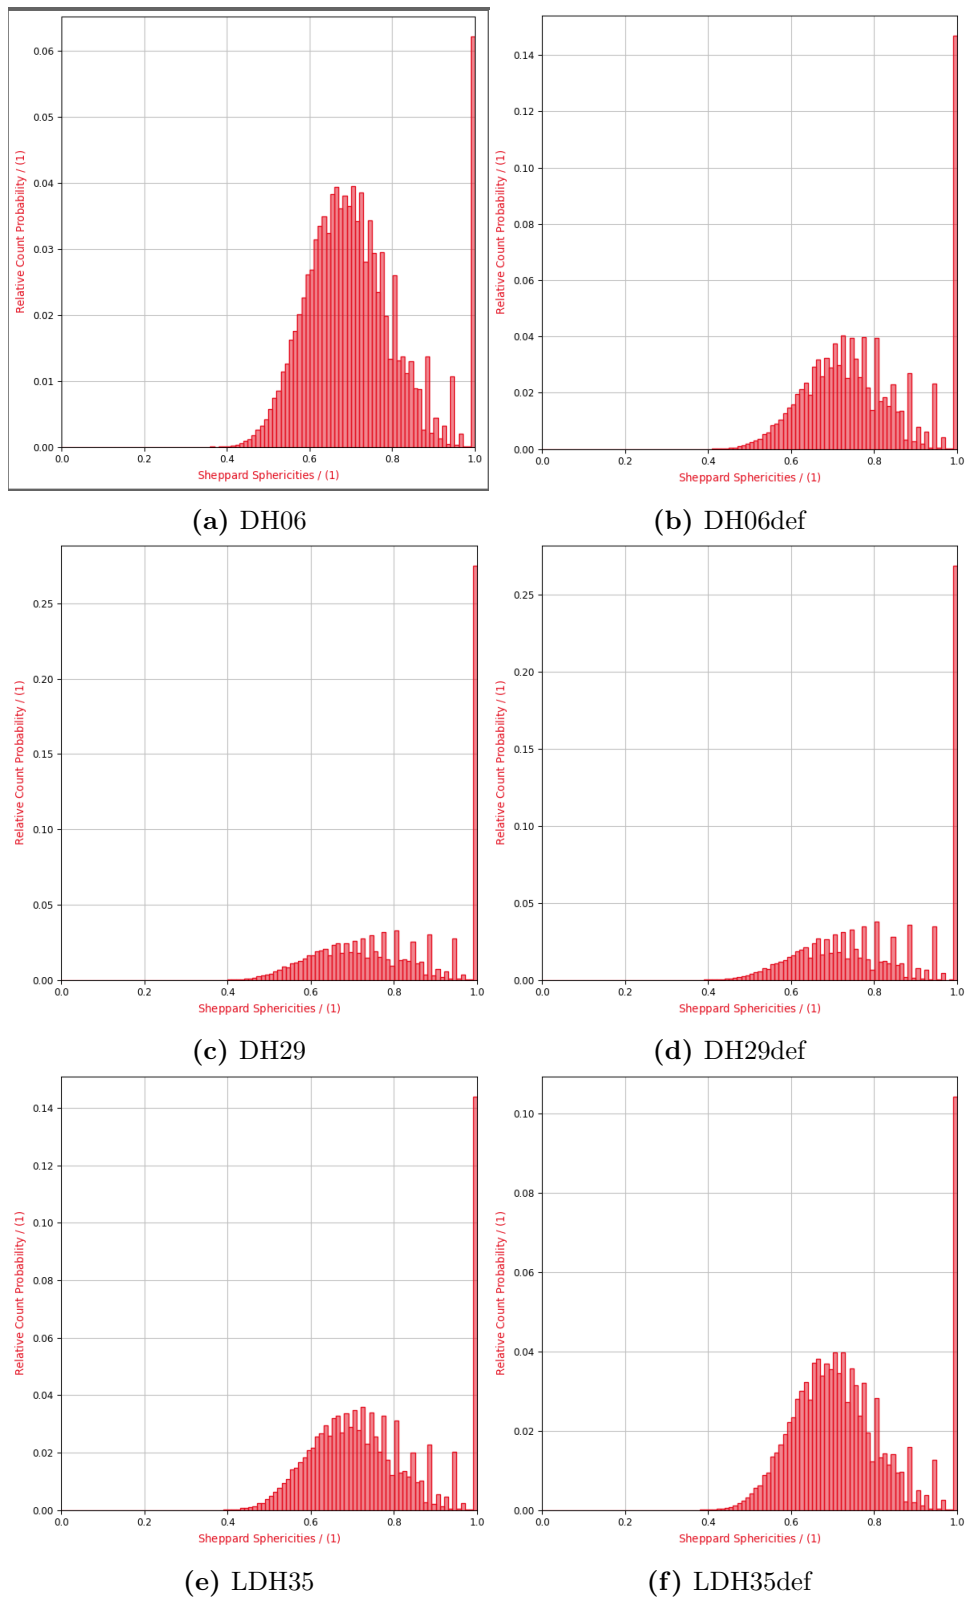 0.06
0.05
0.04
0.03
0.02
0.01
0.00
0.0 0.2 0.4 0.6 0.8 1.0
Relative Count Probability / (1)
Sheppard Sphericities / (1)
(a) DH06
0.14
0.12
0.10
0.08
0.06
0.04
0.02
0.00
0.0 0.2 0.4 0.6 0.8 1.0
Relative Count Probability / (1)
Sheppard Sphericities / (1)
(b) DH06def
0.25
0.20
0.15
0.10
0.05
0.00
0.0 0.2 0.4 0.6 0.8 1.0
Relative Count Probability / (1)
Sheppard Sphericities / (1)
(c) DH29
0.25
0.20
0.15
0.10
0.05
0.00
0.0 0.2 0.4 0.6 0.8 1.0
Relative Count Probability / (1)
Sheppard Sphericities / (1)
(d) DH29def
0.14
0.12
0.10
0.08
0.06
0.04
0.02
0.00
0.0 0.2 0.4 0.6 0.8 1.0
Relative Count Probability / (1)
Sheppard Sphericities / (1)
(e) LDH35
0.10
0.08
0.06
0.04
0.02
0.00
0.0 0.2 0.4 0.6 0.8 1.0
Relative Count Probability / (1)
Sheppard Sphericities / (1)
(f) LDH35def